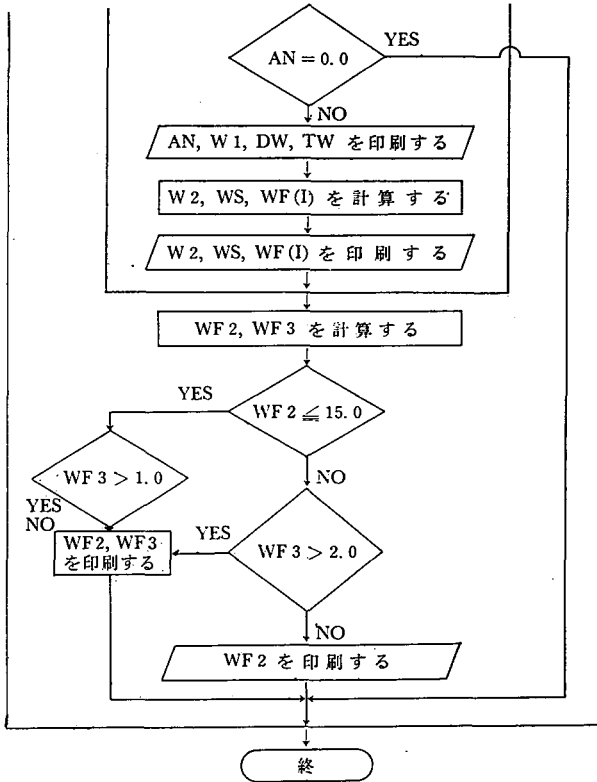 AN=0.0
YES
NO
AN, W1, DW, TW を印刷する
W2, WS, WF(I) を計算する
W2, WS, WF(I) を印刷する
WF2, WF3 を計算する
YES
WF2≦15.0
NO
WF3>1.0
YES
NO
WF2, WF3
を印刷する
YES
WF3>2.0
NO
WF2 を印刷する
終